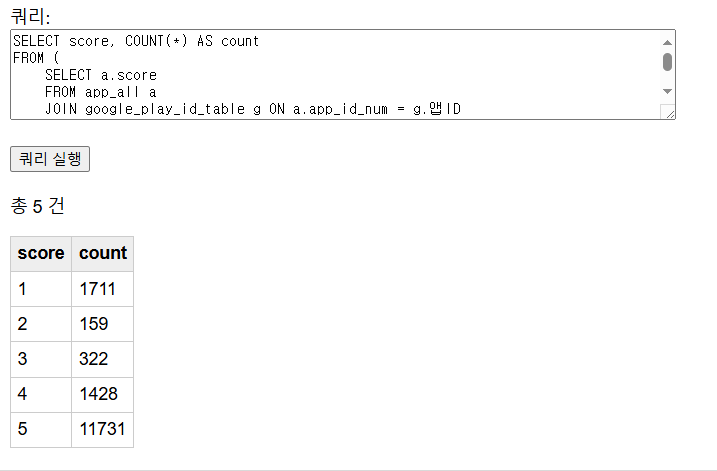 쿼리:
SELECT score, COUNT(*) AS count
FROM (
SELECT a.score
FROM app_all a
JOIN google_play_id_table g ON a.app_id_num = g.앱ID
쿼리 실행
총 5 건
score count
1 1711
2 159
3 322
4 1428
5 11731